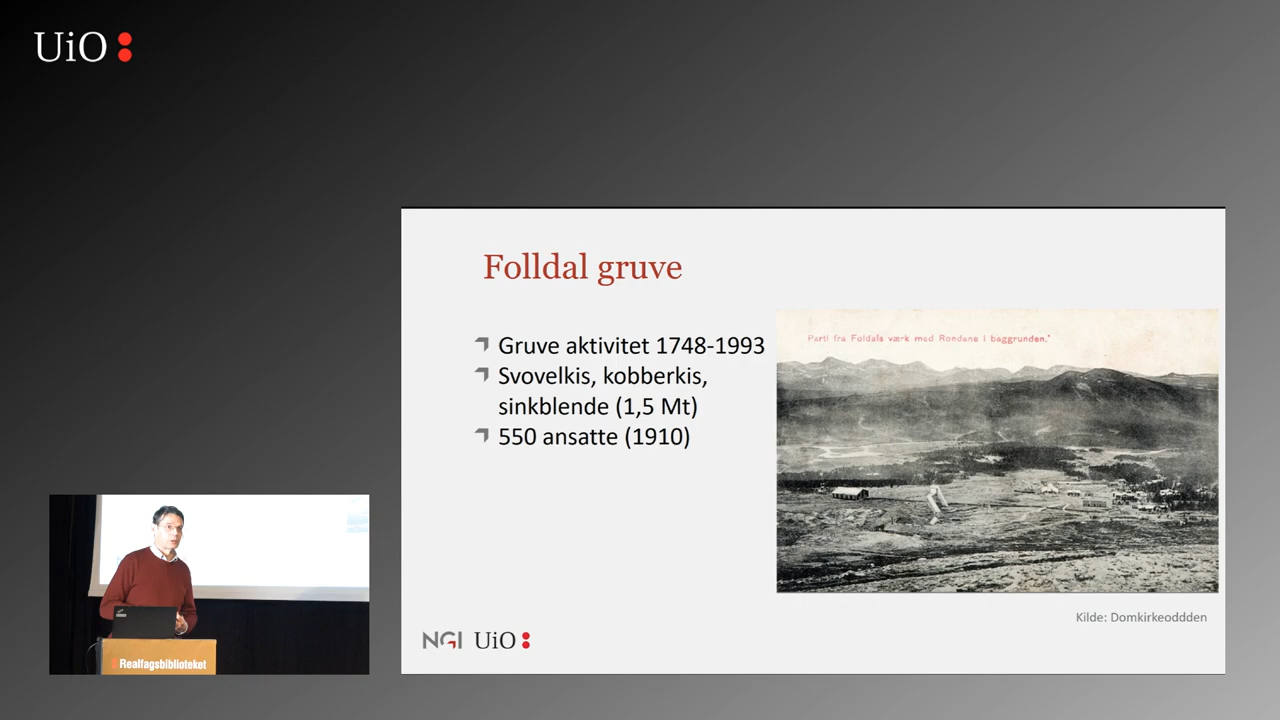 UiO
Folldal gruve
Gruve aktivitet 1748-1993
Svovelkis, kobberkis,
sinkblende (1,5 Mt)
550 ansatte (1910)
Parti fra Foldals værk med Rondane i baggrunden."
Kilde: Domkirkeoddden
NGI UiO
Realfagsbiblioteket